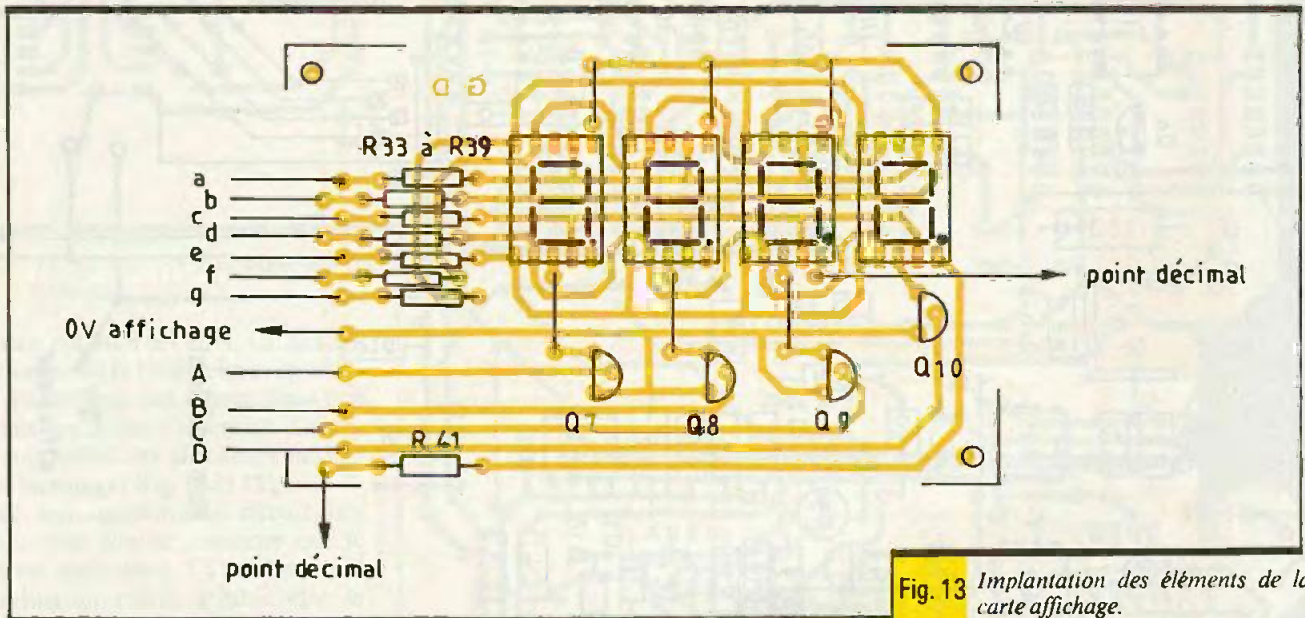 G D
R33 à R39
a
b
c
d
e
f
g
0V affichage
point décimal
A
B
C
D
Q7
Q8
Q9
Q10
R 41
point décimal
Fig. 13 Implantation des éléments de la
carte affichage.